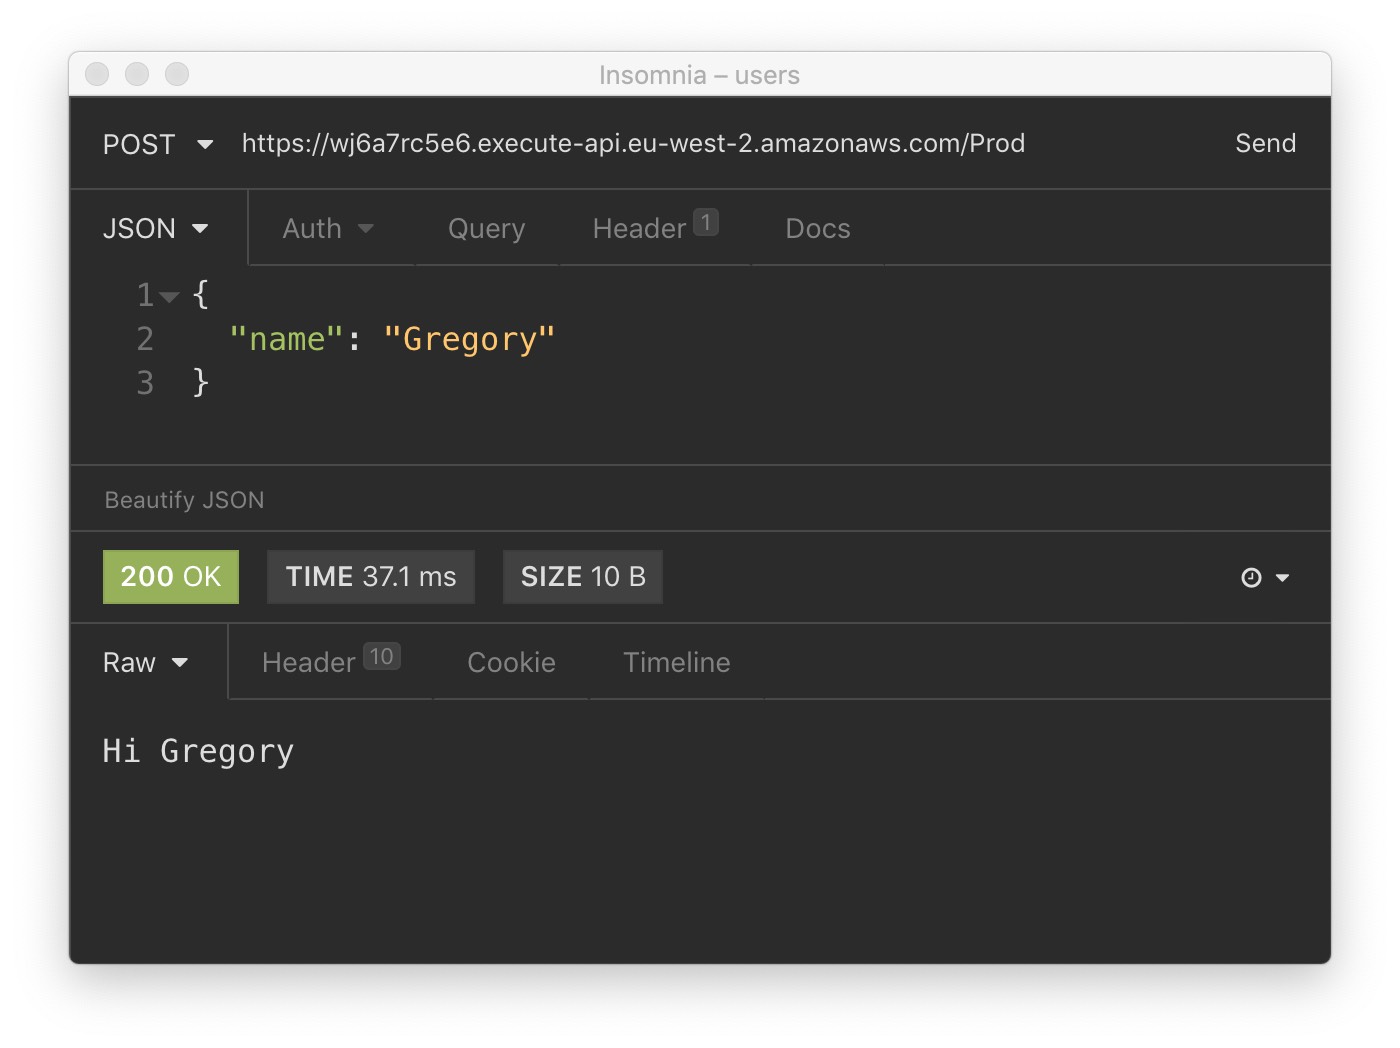 Insomnia – users
POST https://wj6a7rc5e6.execute-api.eu-west-2.amazonaws.com/Prod Send
JSON Auth Query Header 1 Docs
1 {
2 "name": "Gregory"
3 }
Beautify JSON
200 OK TIME 37.1 ms SIZE 10 B
Raw Header 10 Cookie Timeline
Hi Gregory